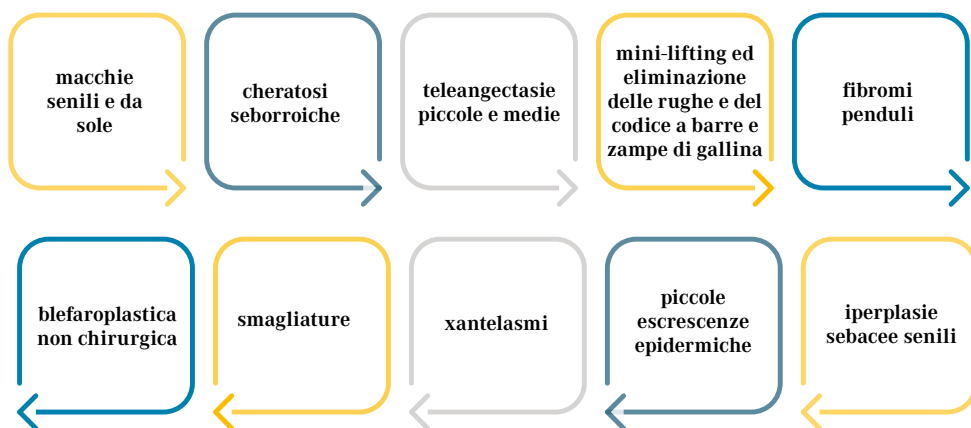 macchie
senili e da
sole
cheratosi
seborroiche
teleangectasie
piccole e medie
mini-lifting ed
eliminazione
delle rughe e del
codice a barre e
zampe di gallina
fibromi
penduli
blefaroplastica
non chirurgica
smagliature
xantelasmi
piccole
escrescenze
epidermiche
iperplasie
sebacee senili